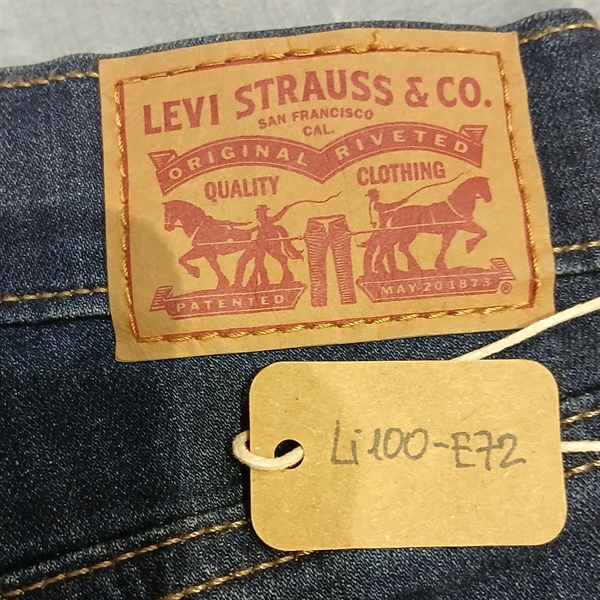 LEVI STRAUSS & CO.
SAN FRANCISCO
CAL.
ORIGINAL RIVETED
QUALITY CLOTHING
PATENTED MAY 20 1873 ®
Li100-E72